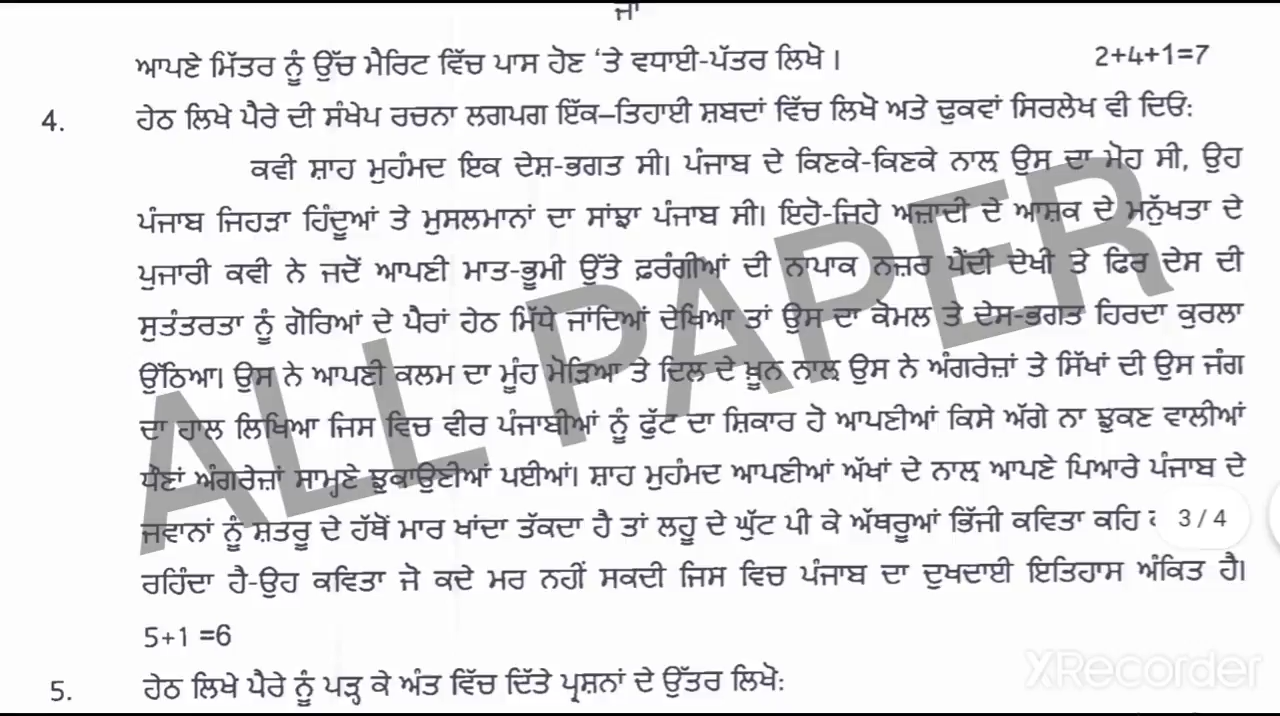 ਜਾਂ
ਆਪਣੇ ਮਿੱਤਰ ਨੂੰ ਉੱਚ ਮੈਰਿਟ ਵਿੱਚ ਪਾਸ ਹੋਣ ‘ਤੇ ਵਧਾਈ-ਪੱਤਰ ਲਿਖੋ । 2+4+1=7
4. ਹੇਠ ਲਿਖੇ ਪੈਰੇ ਦੀ ਸੰਖੇਪ ਰਚਨਾ ਲਗਪਗ ਇੱਕ–ਤਿਹਾਈ ਸ਼ਬਦਾਂ ਵਿੱਚ ਲਿਖੋ ਅਤੇ ਢੁਕਵਾਂ ਸਿਰਲੇਖ ਵੀ ਦਿਓ:
ਕਵੀ ਸ਼ਾਹ ਮੁਹੰਮਦ ਇਕ ਦੇਸ਼-ਭਗਤ ਸੀ। ਪੰਜਾਬ ਦੇ ਕਿਣਕੇ-ਕਿਣਕੇ ਨਾਲ਼ ਉਸ ਦਾ ਮੋਹ ਸੀ, ਉਹ
ਪੰਜਾਬ ਜਿਹੜਾ ਹਿੰਦੂਆਂ ਤੇ ਮੁਸਲਮਾਨਾਂ ਦਾ ਸਾਂਝਾ ਪੰਜਾਬ ਸੀ। ਇਹੋ-ਜਿਹੇ ਅਜ਼ਾਦੀ ਦੇ ਆਸ਼ਕ ਦੇ ਮਨੁੱਖਤਾ ਦੇ
ਪੁਜਾਰੀ ਕਵੀ ਨੇ ਜਦੋਂ ਆਪਣੀ ਮਾਤ-ਭੂਮੀ ਉੱਤੇ ਫ਼ਰੰਗੀਆਂ ਦੀ ਨਾਪਾਕ ਨਜ਼ਰ ਪੈਂਦੀ ਦੇਖੀ ਤੇ ਫਿਰ ਦੇਸ ਦੀ
ਸੁਤੰਤਰਤਾ ਨੂੰ ਗੋਰਿਆਂ ਦੇ ਪੈਰਾਂ ਹੇਠ ਮਿੱਧੇ ਜਾਂਦਿਆਂ ਦੇਖਿਆ ਤਾਂ ਉਸ ਦਾ ਕੋਮਲ ਤੇ ਦੇਸ-ਭਗਤ ਹਿਰਦਾ ਕੁਰਲਾ
ਉੱਠਿਆ। ਉਸ ਨੇ ਆਪਣੀ ਕਲਮ ਦਾ ਮੂੰਹ ਮੋੜਿਆ ਤੇ ਦਿਲ ਦੇ ਖ਼ੂਨ ਨਾਲ਼ ਉਸ ਨੇ ਅੰਗਰੇਜ਼ਾਂ ਤੇ ਸਿੱਖਾਂ ਦੀ ਉਸ ਜੰਗ
ਦਾ ਹਾਲ ਲਿਖਿਆ ਜਿਸ ਵਿਚ ਵੀਰ ਪੰਜਾਬੀਆਂ ਨੂੰ ਫੁੱਟ ਦਾ ਸ਼ਿਕਾਰ ਹੋ ਆਪਣੀਆਂ ਕਿਸੇ ਅੱਗੇ ਨਾ ਝੁਕਣ ਵਾਲੀਆਂ
ਧੌਣਾਂ ਅੰਗਰੇਜ਼ਾਂ ਸਾਮ੍ਹਣੇ ਝੁਕਾਉਣੀਆਂ ਪਈਆਂ। ਸ਼ਾਹ ਮੁਹੰਮਦ ਆਪਣੀਆਂ ਅੱਖਾਂ ਦੇ ਨਾਲ਼ ਆਪਣੇ ਪਿਆਰੇ ਪੰਜਾਬ ਦੇ
ਜਵਾਨਾਂ ਨੂੰ ਸ਼ਤਰੂ ਦੇ ਹੱਥੋਂ ਮਾਰ ਖਾਂਦਾ ਤੱਕਦਾ ਹੈ ਤਾਂ ਲਹੂ ਦੇ ਘੁੱਟ ਪੀ ਕੇ ਅੱਥਰੂਆਂ ਭਿੱਜੀ ਕਵਿਤਾ ਕਹਿ 3 / 4
ਰਹਿੰਦਾ ਹੈ-ਉਹ ਕਵਿਤਾ ਜੋ ਕਦੇ ਮਰ ਨਹੀਂ ਸਕਦੀ ਜਿਸ ਵਿਚ ਪੰਜਾਬ ਦਾ ਦੁਖਦਾਈ ਇਤਿਹਾਸ ਅੰਕਿਤ ਹੈ।
5+1 =6
5. ਹੇਠ ਲਿਖੇ ਪੈਰੇ ਨੂੰ ਪੜ੍ਹ ਕੇ ਅੰਤ ਵਿੱਚ ਦਿੱਤੇ ਪ੍ਰਸ਼ਨਾਂ ਦੇ ਉੱਤਰ ਲਿਖੋ:
ALL PAPER
XRecorder